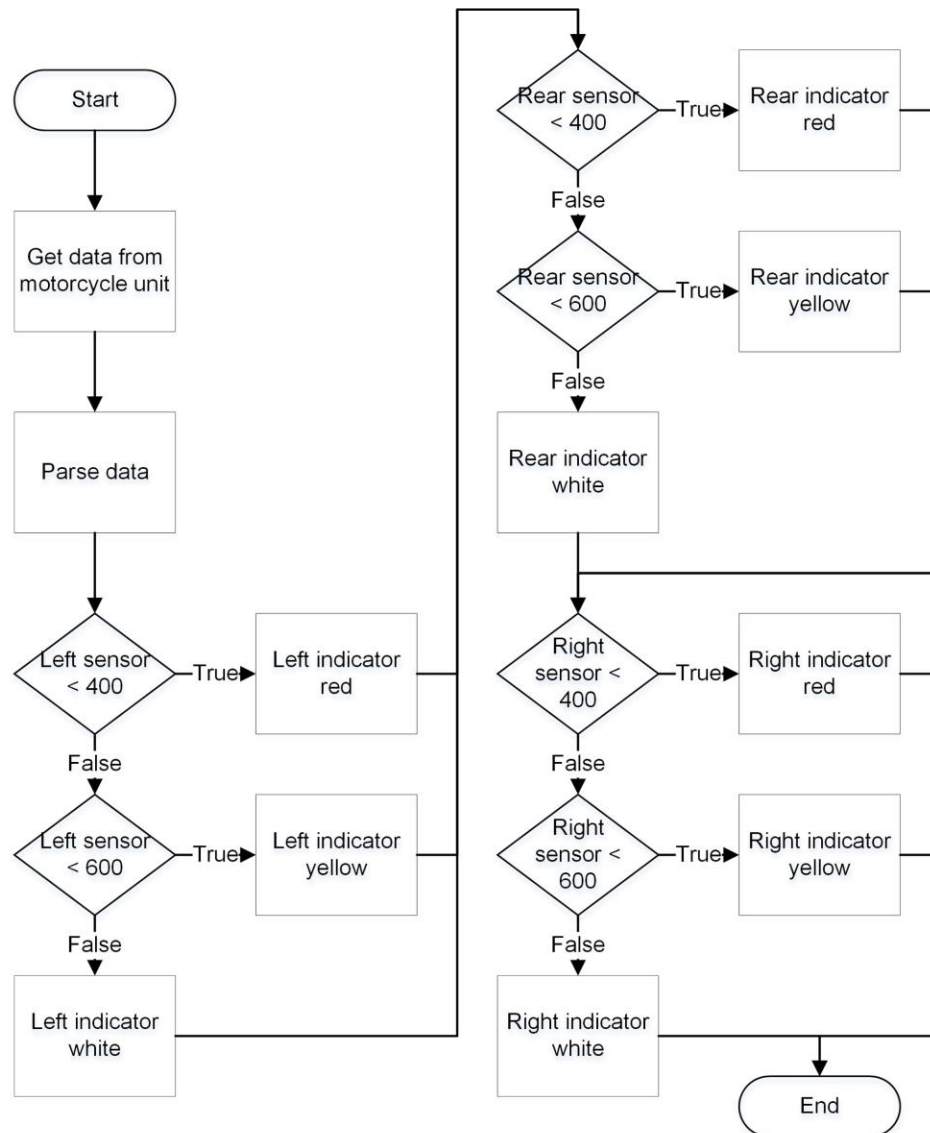 Start
Get data from
motorcycle unit
Parse data
Left sensor
< 400
True
Left indicator
red
False
Left sensor
< 600
True
Left indicator
yellow
False
Left indicator
white
Rear sensor
< 400
True
Rear indicator
red
False
Rear sensor
< 600
True
Rear indicator
yellow
False
Rear indicator
white
Right
sensor <
400
True
Right indicator
red
False
Right
sensor <
600
True
Right indicator
yellow
False
Right indicator
white
End